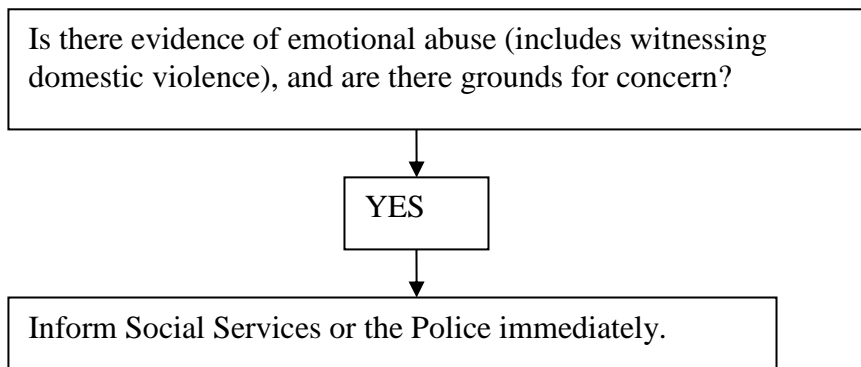 Is there evidence of emotional abuse (includes witnessing
domestic violence), and are there grounds for concern?
YES
Inform Social Services or the Police immediately.